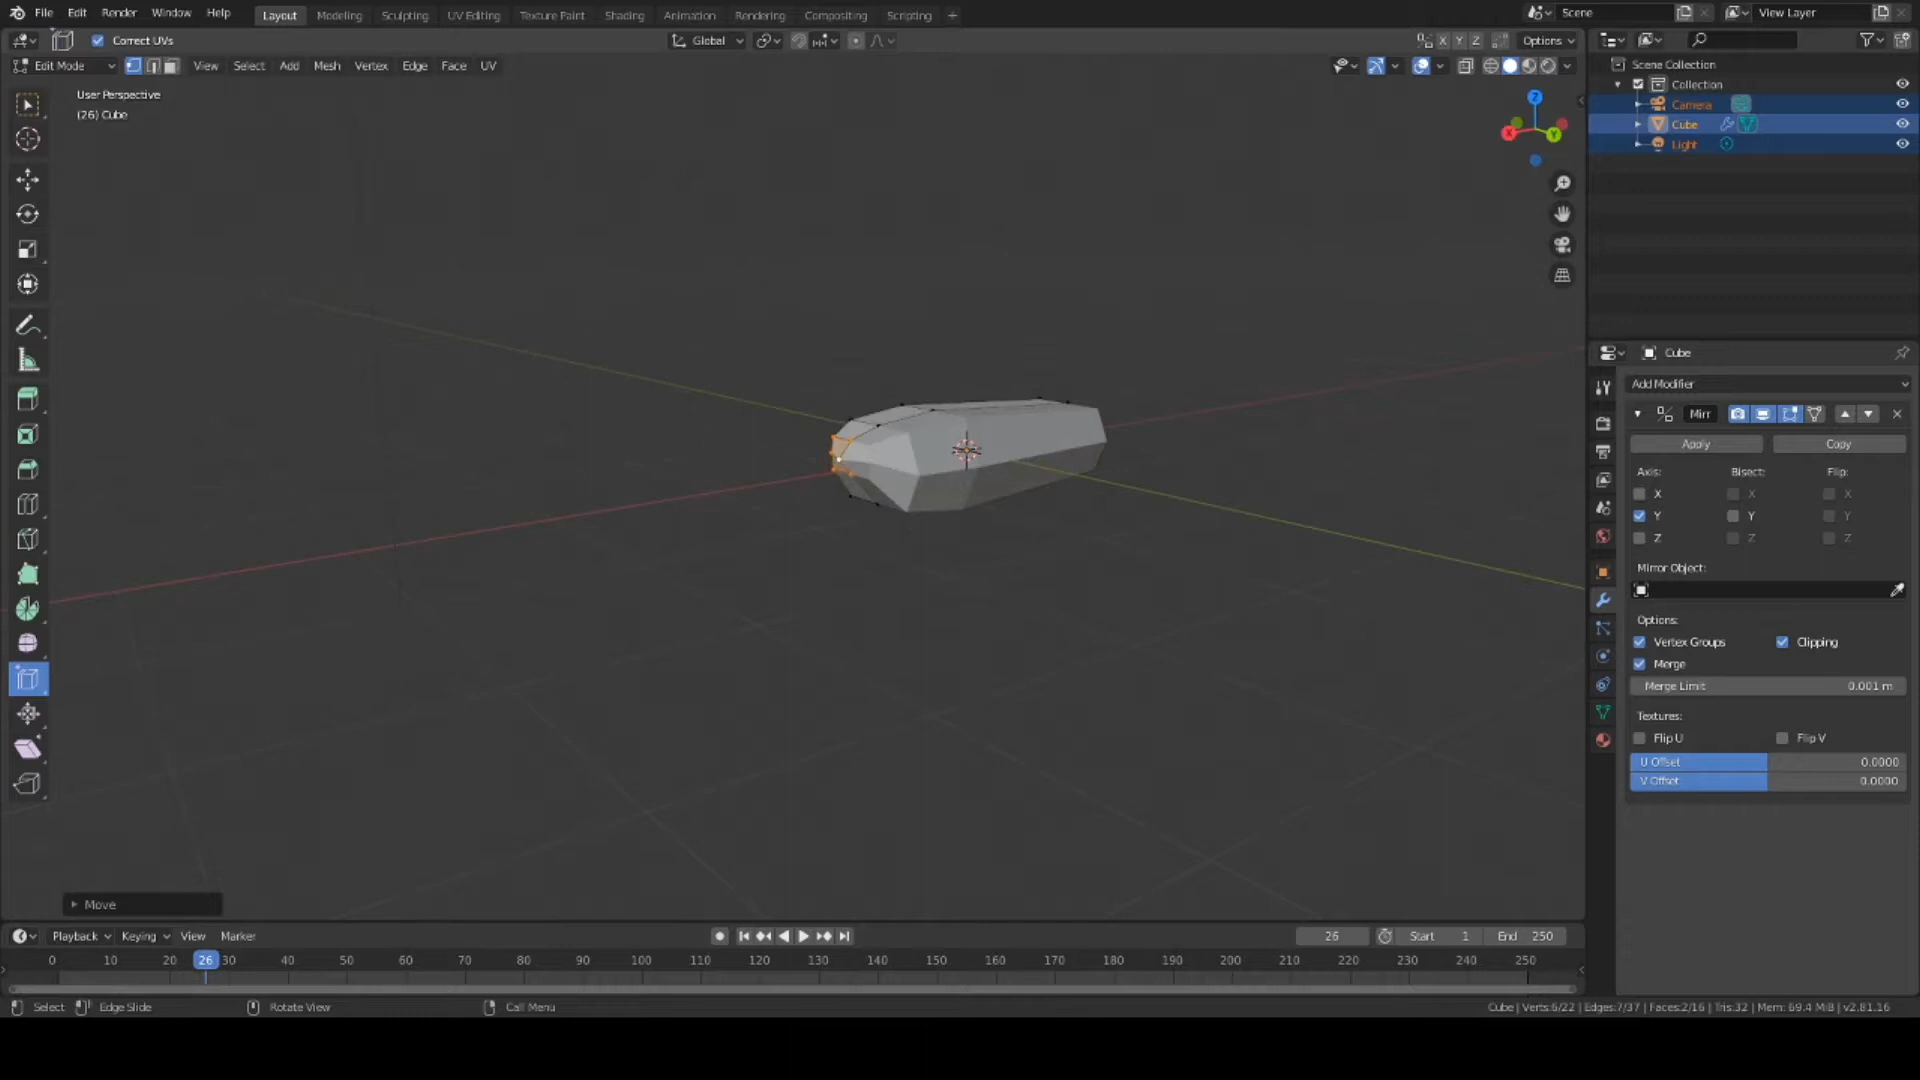 File Edit Render Window Help Layout Modeling Sculpting UV Editing Texture Paint Shading Animation Rendering Compositing Scripting + Scene View Layer
Correct UVs Global X Y Z Options
Edit Mode View Select Add Mesh Vertex Edge Face UV
User Perspective
(26) Cube
Z
X Y
Scene Collection
Collection
Camera
Cube
Light
Cube
Add Modifier
Mirr
Apply Copy
Axis: Bisect: Flip:
X X X
Y Y Y
Z Z Z
Mirror Object:
Options:
Vertex Groups Clipping
Merge
Merge Limit 0.001 m
Textures:
Flip U Flip V
U Offset 0.0000
V Offset 0.0000
Move
Playback Keying View Marker 26 Start 1 End 250
0 10 20 26 30 40 50 60 70 80 90 100 110 120 130 140 150 160 170 180 190 200 210 220 230 240 250
Select Edge Slide Rotate View Call Menu Cube | Verts:6/22 | Edges:7/37 | Faces:2/16 | Tris:32 | Mem: 69.4 MiB | v2.81.16